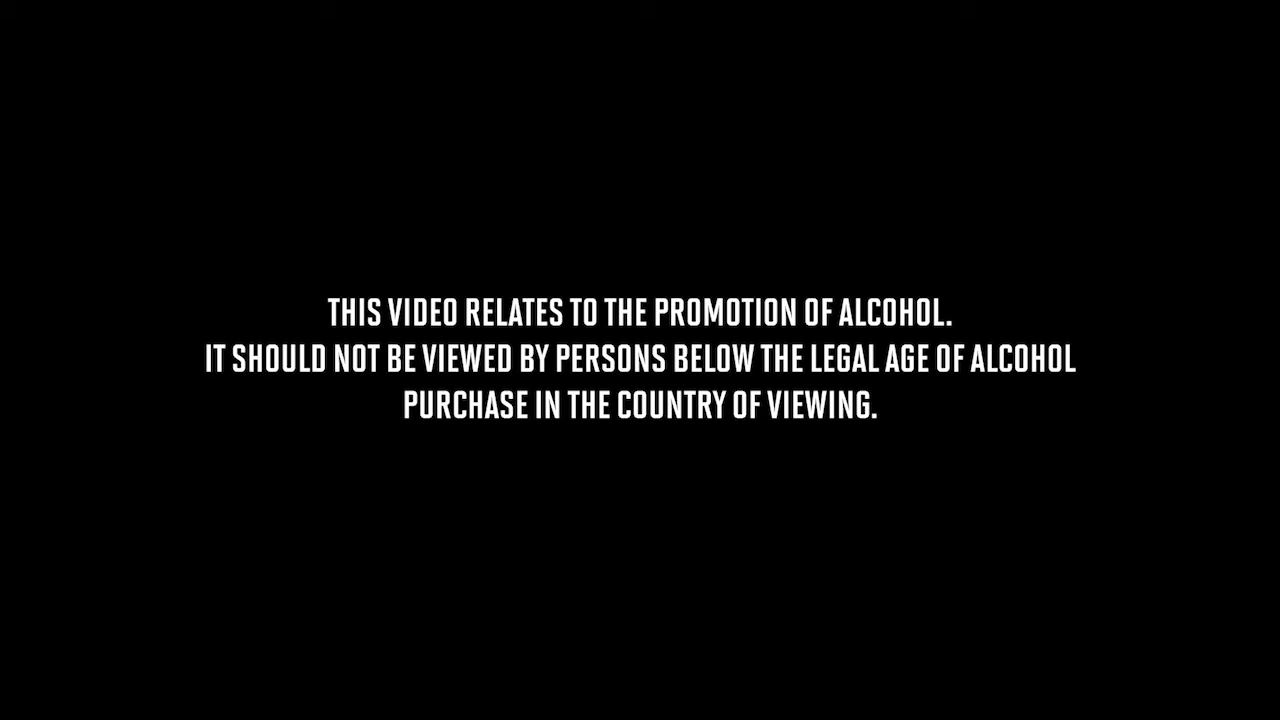 THIS VIDEO RELATES TO THE PROMOTION OF ALCOHOL.
IT SHOULD NOT BE VIEWED BY PERSONS BELOW THE LEGAL AGE OF ALCOHOL
PURCHASE IN THE COUNTRY OF VIEWING.